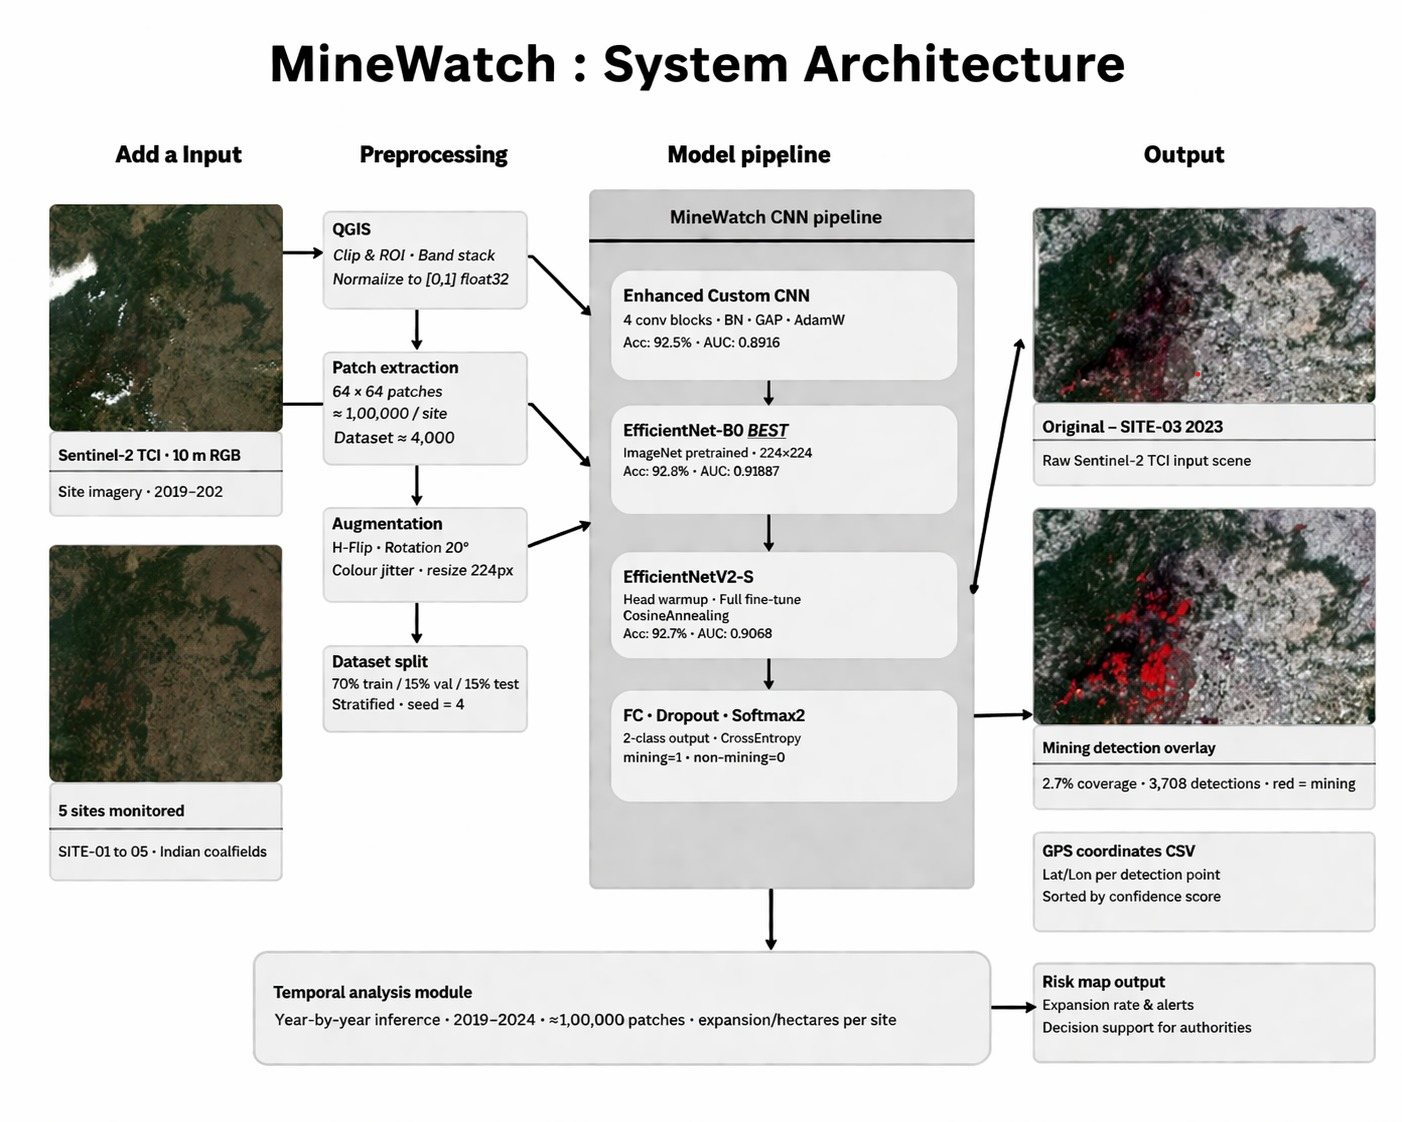 MineWatch : System Architecture
Add a Input
Preprocessing
Model pipeline
Output
Sentinel-2 TCI • 10 m RGB
Site imagery • 2019–202
5 sites monitored
SITE-01 to 05 • Indian coalfields
QGIS
Clip & ROI • Band stack
Normaiize to [0,1] float32
Patch extraction
64 × 64 patches
≈ 1,00,000 / site
Dataset ≈ 4,000
Augmentation
H-Flip • Rotation 20°
Colour jitter • resize 224px
Dataset split
70% train / 15% val / 15% test
Stratified • seed = 4
MineWatch CNN pipeline
Enhanced Custom CNN
4 conv blocks • BN • GAP • AdamW
Acc: 92.5% • AUC: 0.8916
EfficientNet-B0 BEST
ImageNet pretrained • 224×224
Acc: 92.8% • AUC: 0.91887
EfficientNetV2-S
Head warmup • Full fine-tune
CosineAnnealing
Acc: 92.7% • AUC: 0.9068
FC • Dropout • Softmax2
2-class output • CrossEntropy
mining=1 • non-mining=0
Original – SITE-03 2023
Raw Sentinel-2 TCI input scene
Mining detection overlay
2.7% coverage • 3,708 detections • red = mining
GPS coordinates CSV
Lat/Lon per detection point
Sorted by confidence score
Temporal analysis module
Year-by-year inference • 2019–2024 • ≈1,00,000 patches • expansion/hectares per site
Risk map output
Expansion rate & alerts
Decision support for authorities